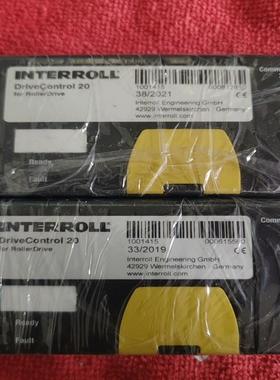 INTERROLL
DriveControl 20
for RollerDrive
1001415
38/2021
Interroll Engineering GmbH
42929 Wermelskirchen · Germany
www.interroll.com
Ready
Fault
INTERROLL
DriveControl 20
for RollerDrive
1001415
33/2019
Interroll Engineering GmbH
42929 Wermelskirchen · Germany
www.interroll.com
Ready
Fault